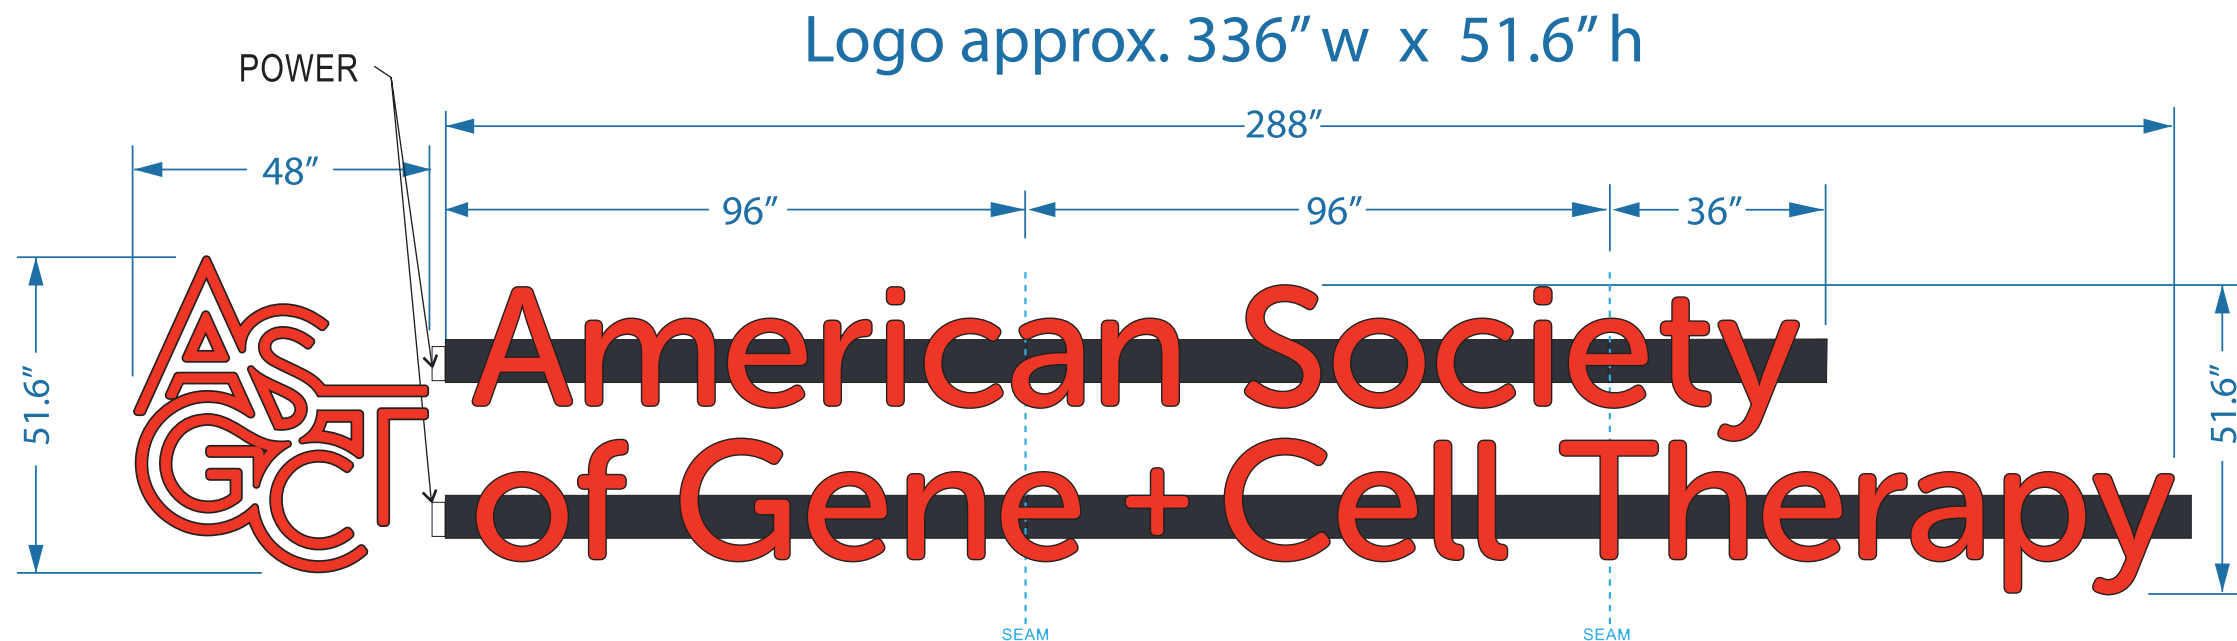 Logo approx. 336” w x 51.6” h
POWER
288”
48”
96”
96”
36”
51.6”
ASGCT
American Society
of Gene + Cell Therapy
51.6”
SEAM
SEAM